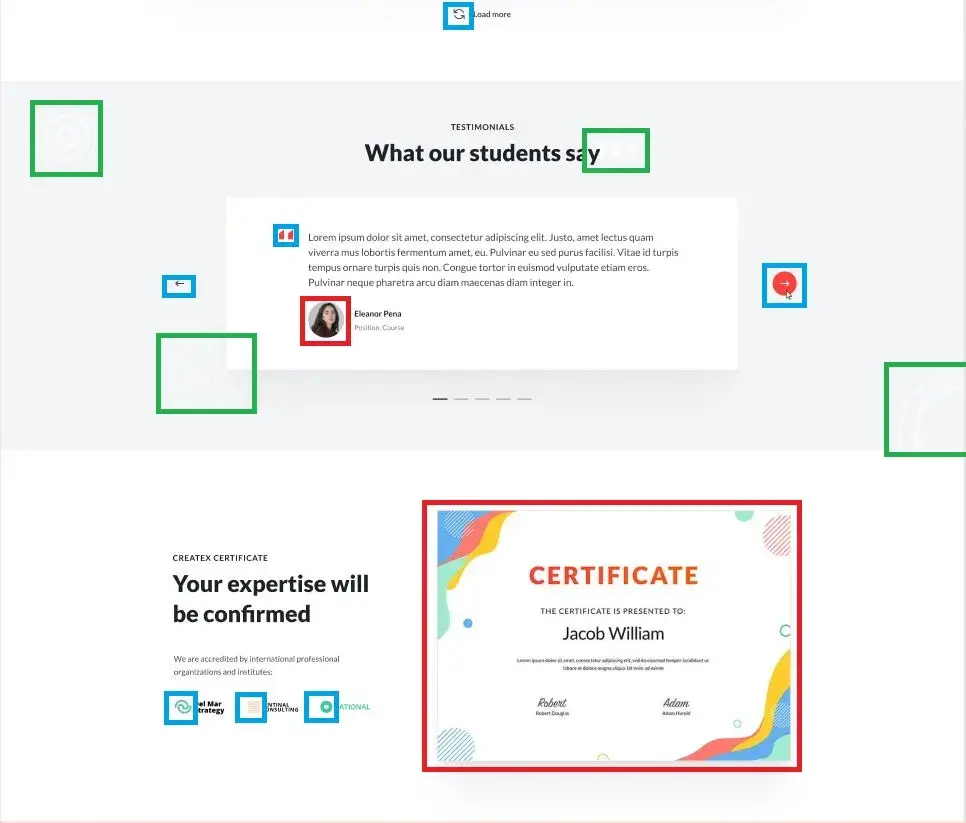 Load more
TESTIMONIALS
What our students say
Lorem ipsum dolor sit amet, consectetur adipiscing elit. Justo, amet lectus quam
viverra mus lobortis fermentum amet, eu. Pulvinar eu sed purus facilisi. Vitae id turpis
tempus ornare turpis quis non. Congue tortor in euismod vulputate etiam eros.
Pulvinar neque pharetra arcu diam maecenas diam integer in.
Eleanor Pena
Position, Course
CREATEX CERTIFICATE
Your expertise will
be confirmed
We are accredited by international professional
organizations and institutes:
el Mar
trategy
NTINAL
ONSULTING
ATIONAL
CERTIFICATE
THE CERTIFICATE IS PRESENTED TO:
Jacob William
Lorem ipsum dolor sit amet, consectetur adipiscing elit, sed do eiusmod tempor incididunt ut
labore et dolore magna aliqua. Ut enim ad minim
Robert
Robert Douglas
Adam
Adam Harold